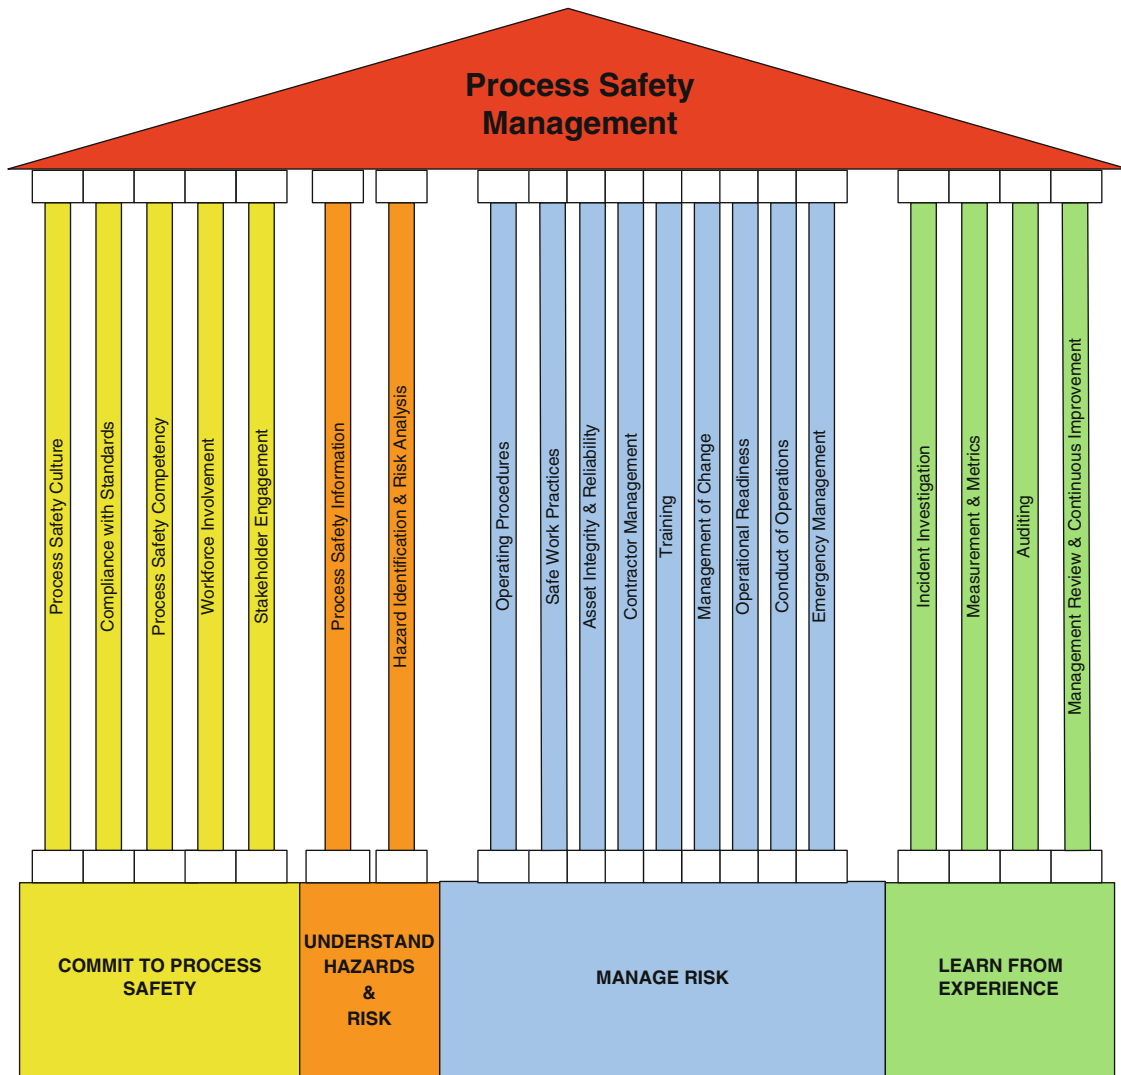 Process Safety
Management
Process Safety Culture
Compliance with Standards
Process Safety Competency
Workforce Involvement
Stakeholder Engagement
Process Safety Information
Hazard Identification & Risk Analysis
Operating Procedures
Safe Work Practices
Asset Integrity & Reliability
Contractor Management
Training
Management of Change
Operational Readiness
Conduct of Operations
Emergency Management
Incident Investigation
Measurement & Metrics
Auditing
Management Review & Continuous Improvement
COMMIT TO PROCESS
SAFETY
UNDERSTAND
HAZARDS
&
RISK
MANAGE RISK
LEARN FROM
EXPERIENCE